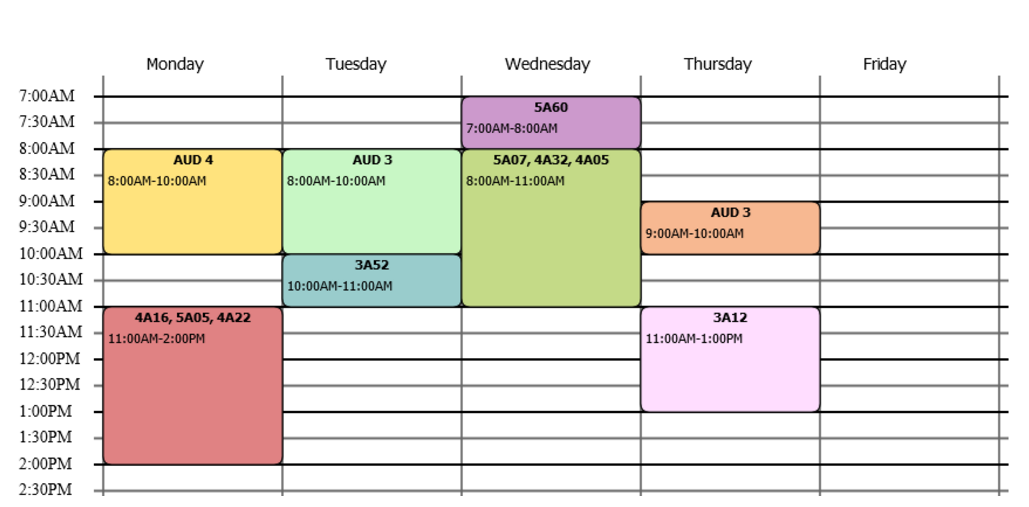 Monday Tuesday Wednesday Thursday Friday
7:00AM
5A60
7:30AM
7:00AM-8:00AM
8:00AM
AUD 4 AUD 3 5A07, 4A32, 4A05
8:30AM
8:00AM-10:00AM 8:00AM-10:00AM 8:00AM-11:00AM
9:00AM
AUD 3
9:30AM
9:00AM-10:00AM
10:00AM
3A52
10:30AM
10:00AM-11:00AM
11:00AM
4A16, 5A05, 4A22 3A12
11:30AM
11:00AM-2:00PM 11:00AM-1:00PM
12:00PM
12:30PM
1:00PM
1:30PM
2:00PM
2:30PM